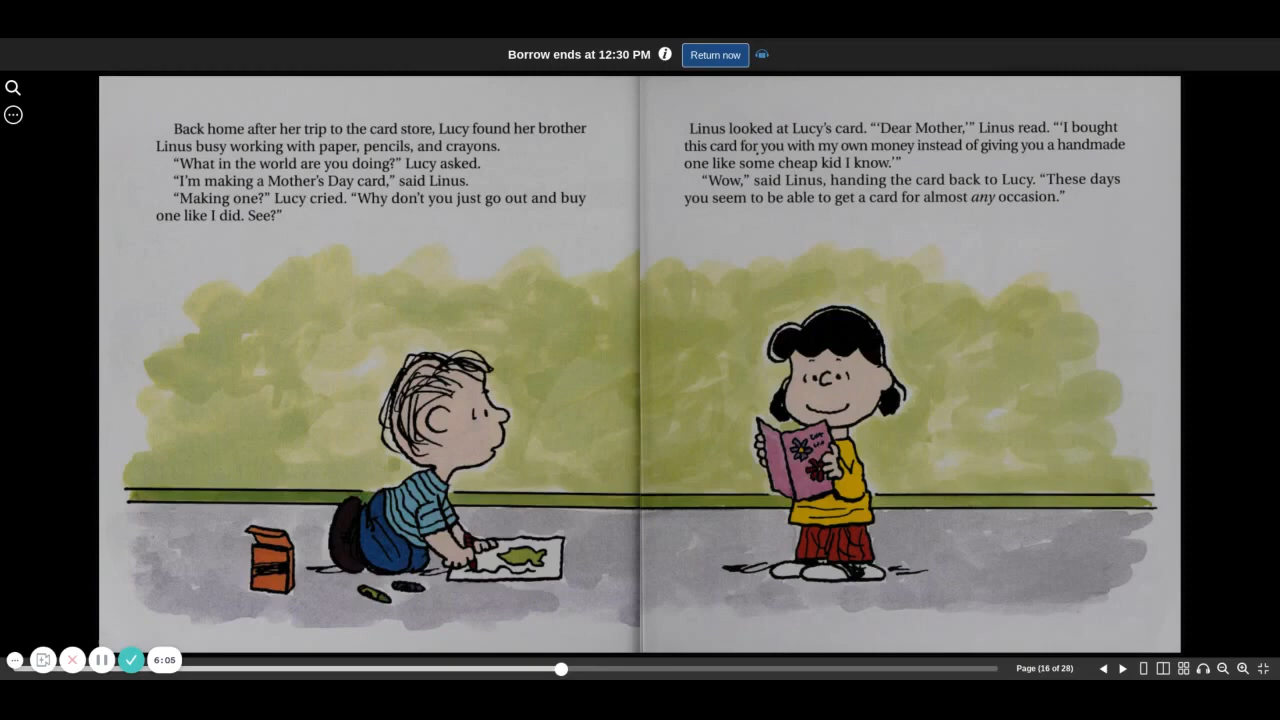 Borrow ends at 12:30 PM
Return now
Back home after her trip to the card store, Lucy found her brother
Linus busy working with paper, pencils, and crayons.
“What in the world are you doing?” Lucy asked.
“I’m making a Mother’s Day card,” said Linus.
“Making one?” Lucy cried. “Why don’t you just go out and buy
one like I did. See?”
Linus looked at Lucy’s card. “‘Dear Mother,’” Linus read. “‘I bought
this card for you with my own money instead of giving you a handmade
one like some cheap kid I know.’”
“Wow,” said Linus, handing the card back to Lucy. “These days
you seem to be able to get a card for almost any occasion.”
6:05
Page (16 of 28)